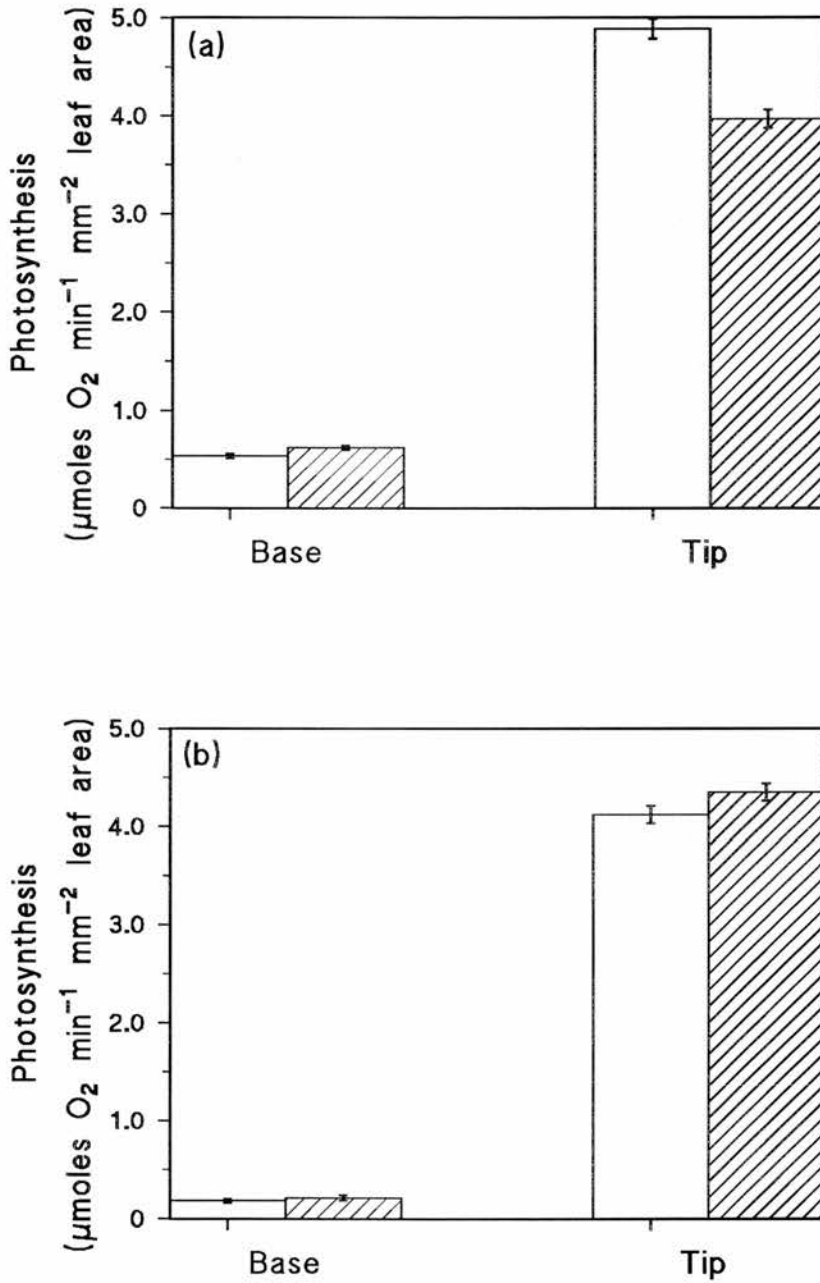 (a)
Photosynthesis
(μmoles O₂ min⁻¹ mm⁻² leaf area)
5.0
4.0
3.0
2.0
1.0
0
Base Tip
(b)
Photosynthesis
(μmoles O₂ min⁻¹ mm⁻² leaf area)
5.0
4.0
3.0
2.0
1.0
0
Base Tip